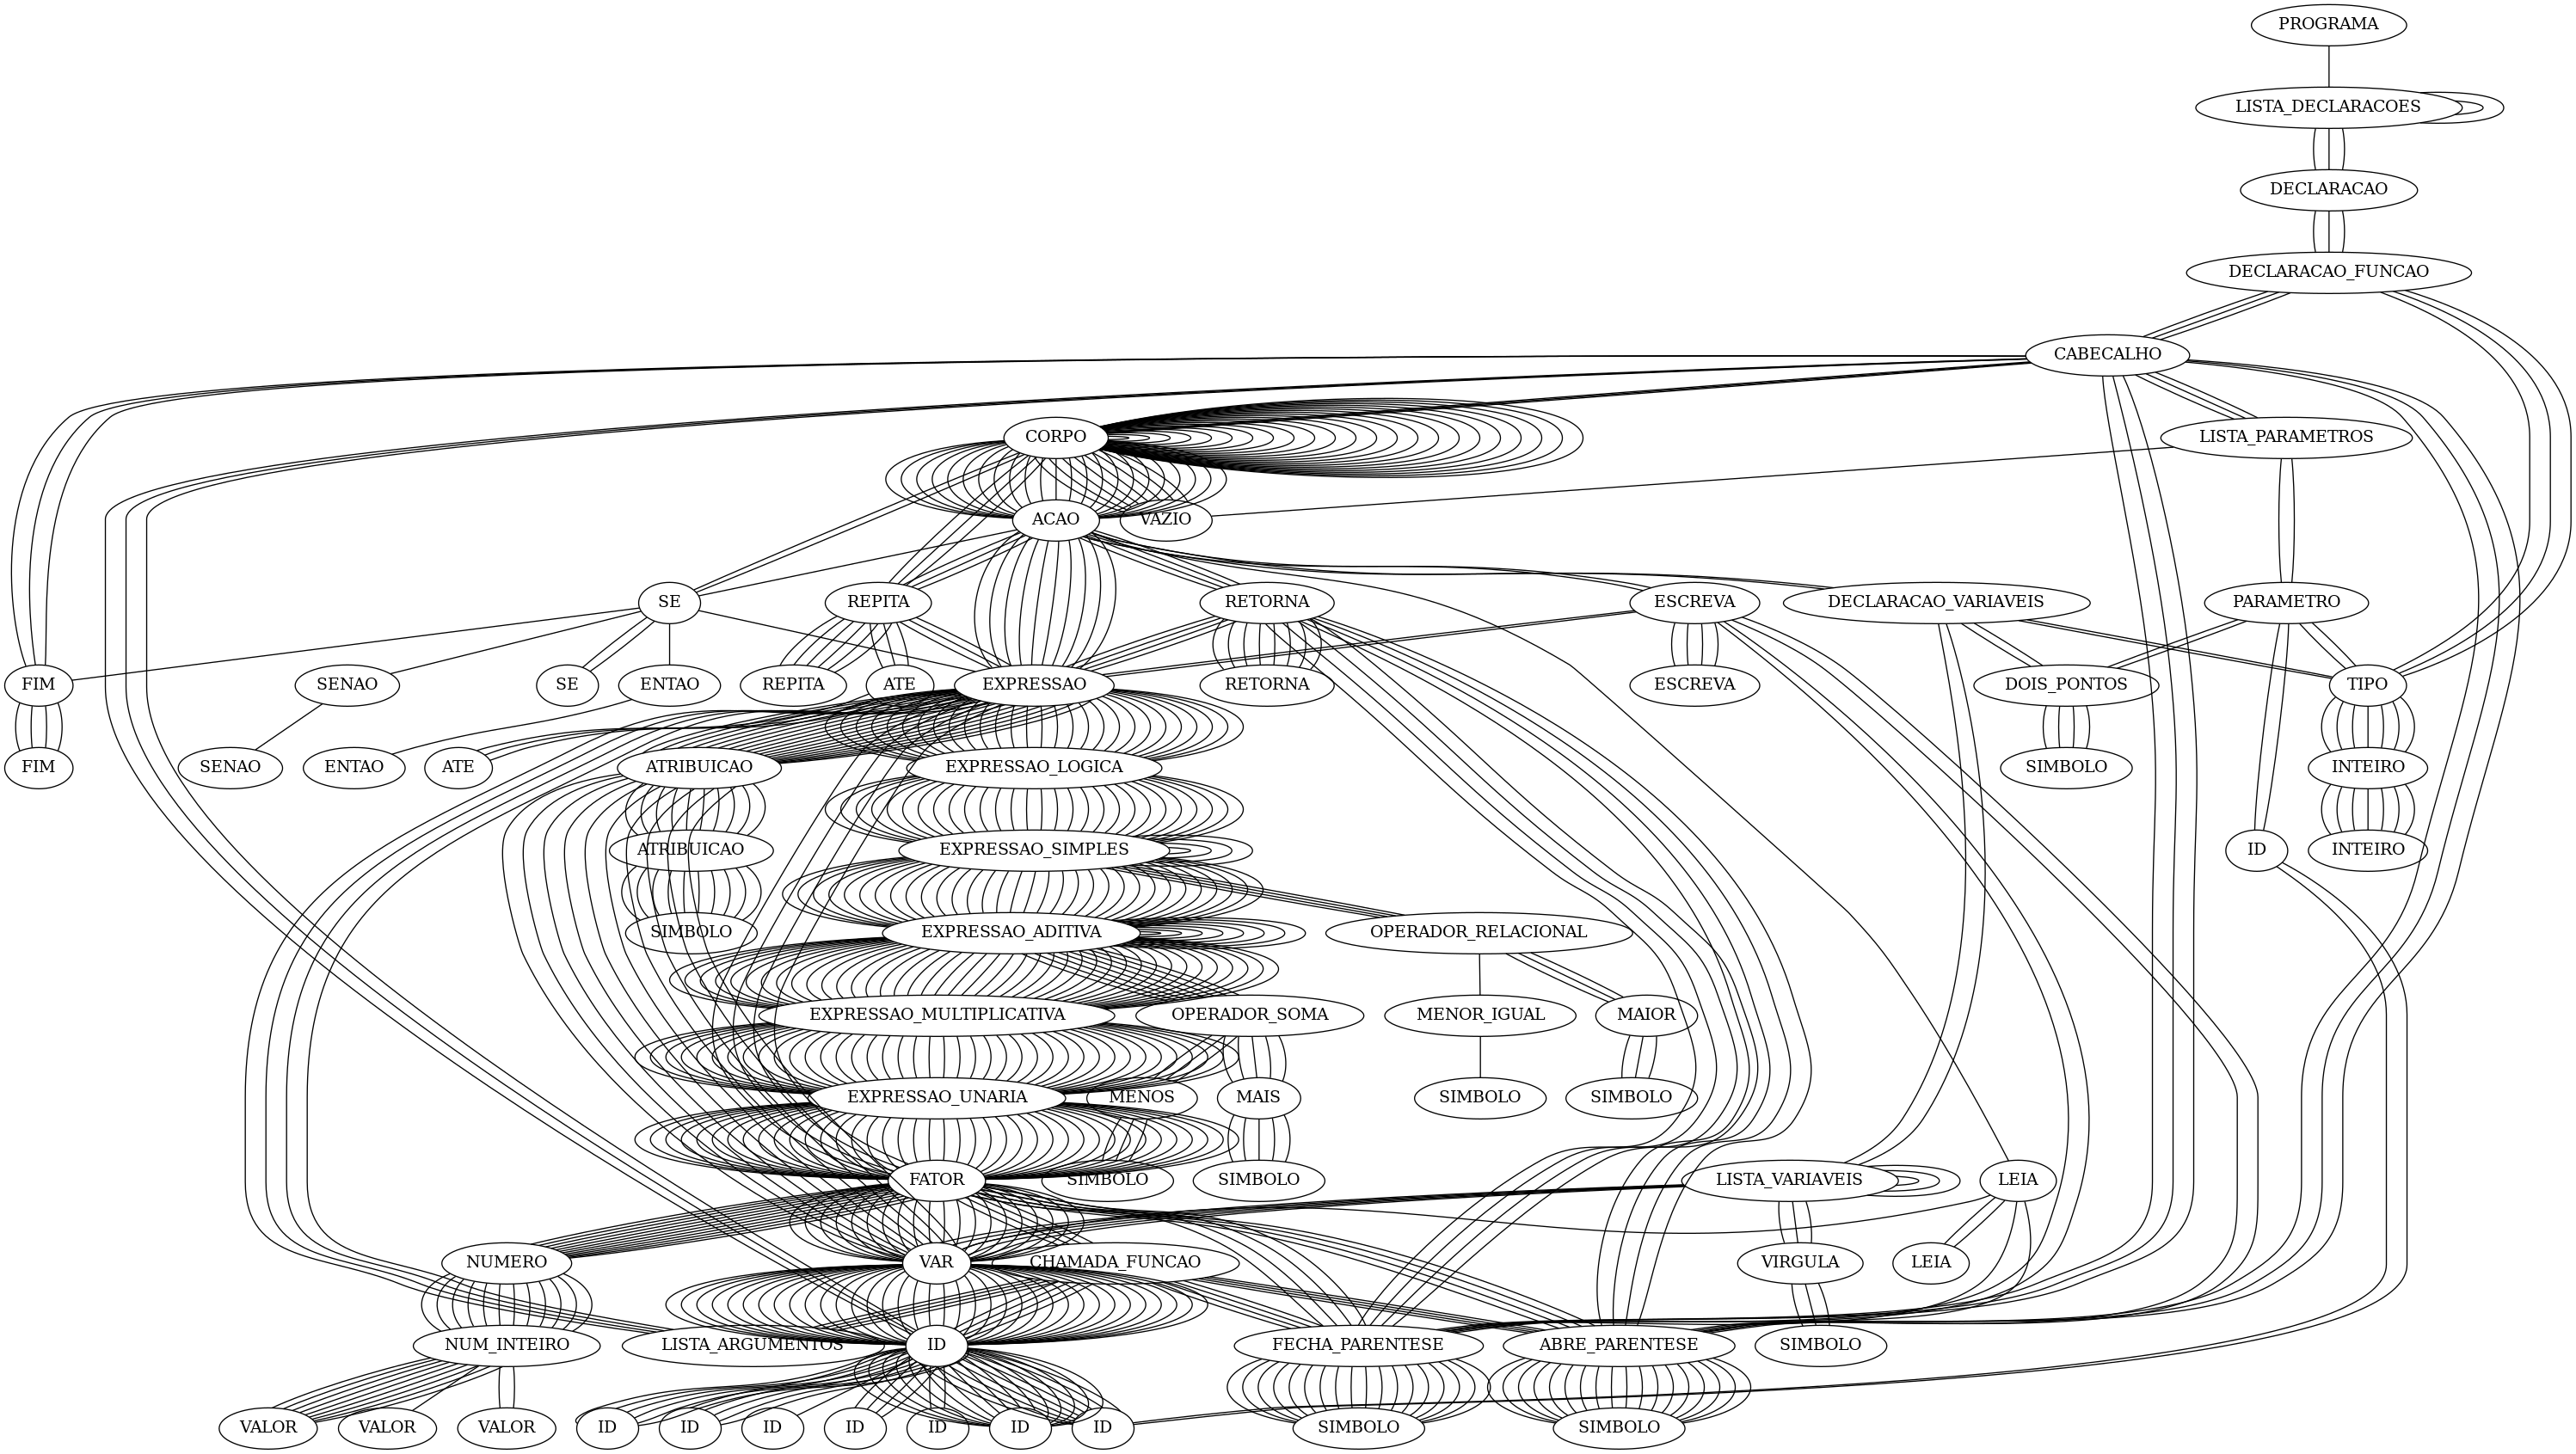 PROGRAMA
LISTA_DECLARACOES
DECLARACAO
DECLARACAO_FUNCAO
CABECALHO
CORPO
LISTA_PARAMETROS
ACAO
VAZIO
SE
REPITA
RETORNA
ESCREVA
DECLARACAO_VARIAVEIS
PARAMETRO
FIM
SENAO
SE
ENTAO
REPITA
ATE
EXPRESSAO
RETORNA
ESCREVA
DOIS_PONTOS
TIPO
FIM
SENAO
ENTAO
ATE
ATRIBUICAO
EXPRESSAO_LOGICA
SIMBOLO
INTEIRO
ATRIBUICAO
EXPRESSAO_SIMPLES
ID
INTEIRO
SIMBOLO
EXPRESSAO_ADITIVA
OPERADOR_RELACIONAL
EXPRESSAO_MULTIPLICATIVA
OPERADOR_SOMA
MENOR_IGUAL
MAIOR
EXPRESSAO_UNARIA
MENOS
MAIS
SIMBOLO
SIMBOLO
FATOR
SIMBOLO
SIMBOLO
LISTA_VARIAVEIS
LEIA
NUMERO
VAR
CHAMADA_FUNCAO
VIRGULA
LEIA
NUM_INTEIRO
LISTA_ARGUMENTOS
ID
FECHA_PARENTESE
ABRE_PARENTESE
SIMBOLO
VALOR
VALOR
VALOR
ID
ID
ID
ID
ID
ID
ID
SIMBOLO
SIMBOLO